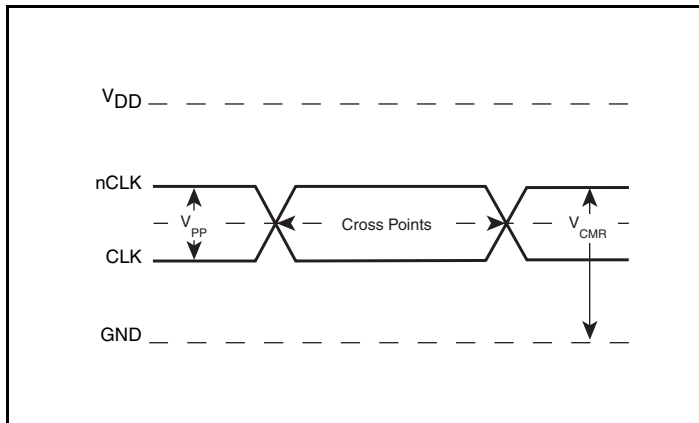 VDD
nCLK
VPP
Cross Points
VCMR
CLK
GND